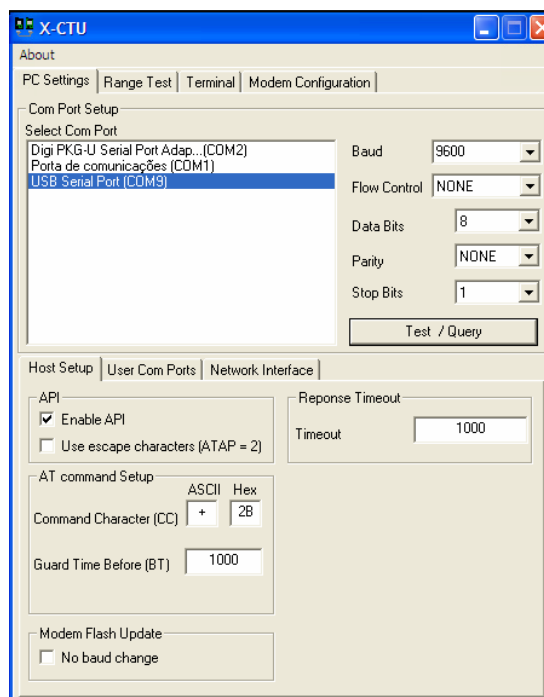 X-CTU
About
PC Settings Range Test Terminal Modem Configuration
Com Port Setup
Select Com Port
Digi PKG-U Serial Port Adap...(COM2)
Porta de comunicações (COM1)
USB Serial Port (COM9)
Baud 9600
Flow Control NONE
Data Bits 8
Parity NONE
Stop Bits 1
Test / Query
Host Setup User Com Ports Network Interface
API
Enable API
Use escape characters (ATAP = 2)
Reponse Timeout
Timeout 1000
AT command Setup
ASCII Hex
Command Character (CC) + 2B
Guard Time Before (BT) 1000
Modem Flash Update
No baud change